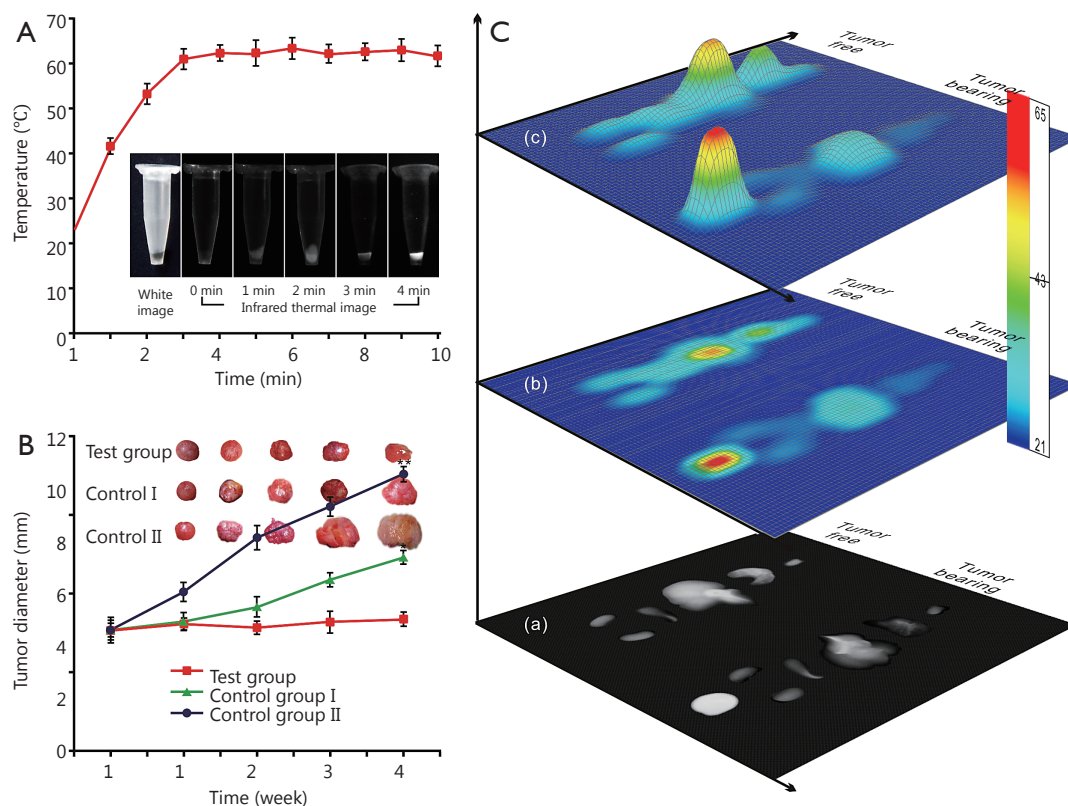 A
70
60
50
40
30
20
10
0
Temperature (°C)
White
image
0 min
1 min
2 min
3 min
4 min
Infrared thermal image
1
2
4
6
8
10
Time (min)
B
12
10
8
6
4
2
0
Tumor diameter (mm)
Test group
Control I
Control II
**
*
Test group
Control group I
Control group II
1
1
2
3
4
Time (week)
C
Tumor
free
Tumor
bearing
(c)
65
43
21
Tumor
free
Tumor
bearing
(b)
Tumor
free
Tumor
bearing
(a)